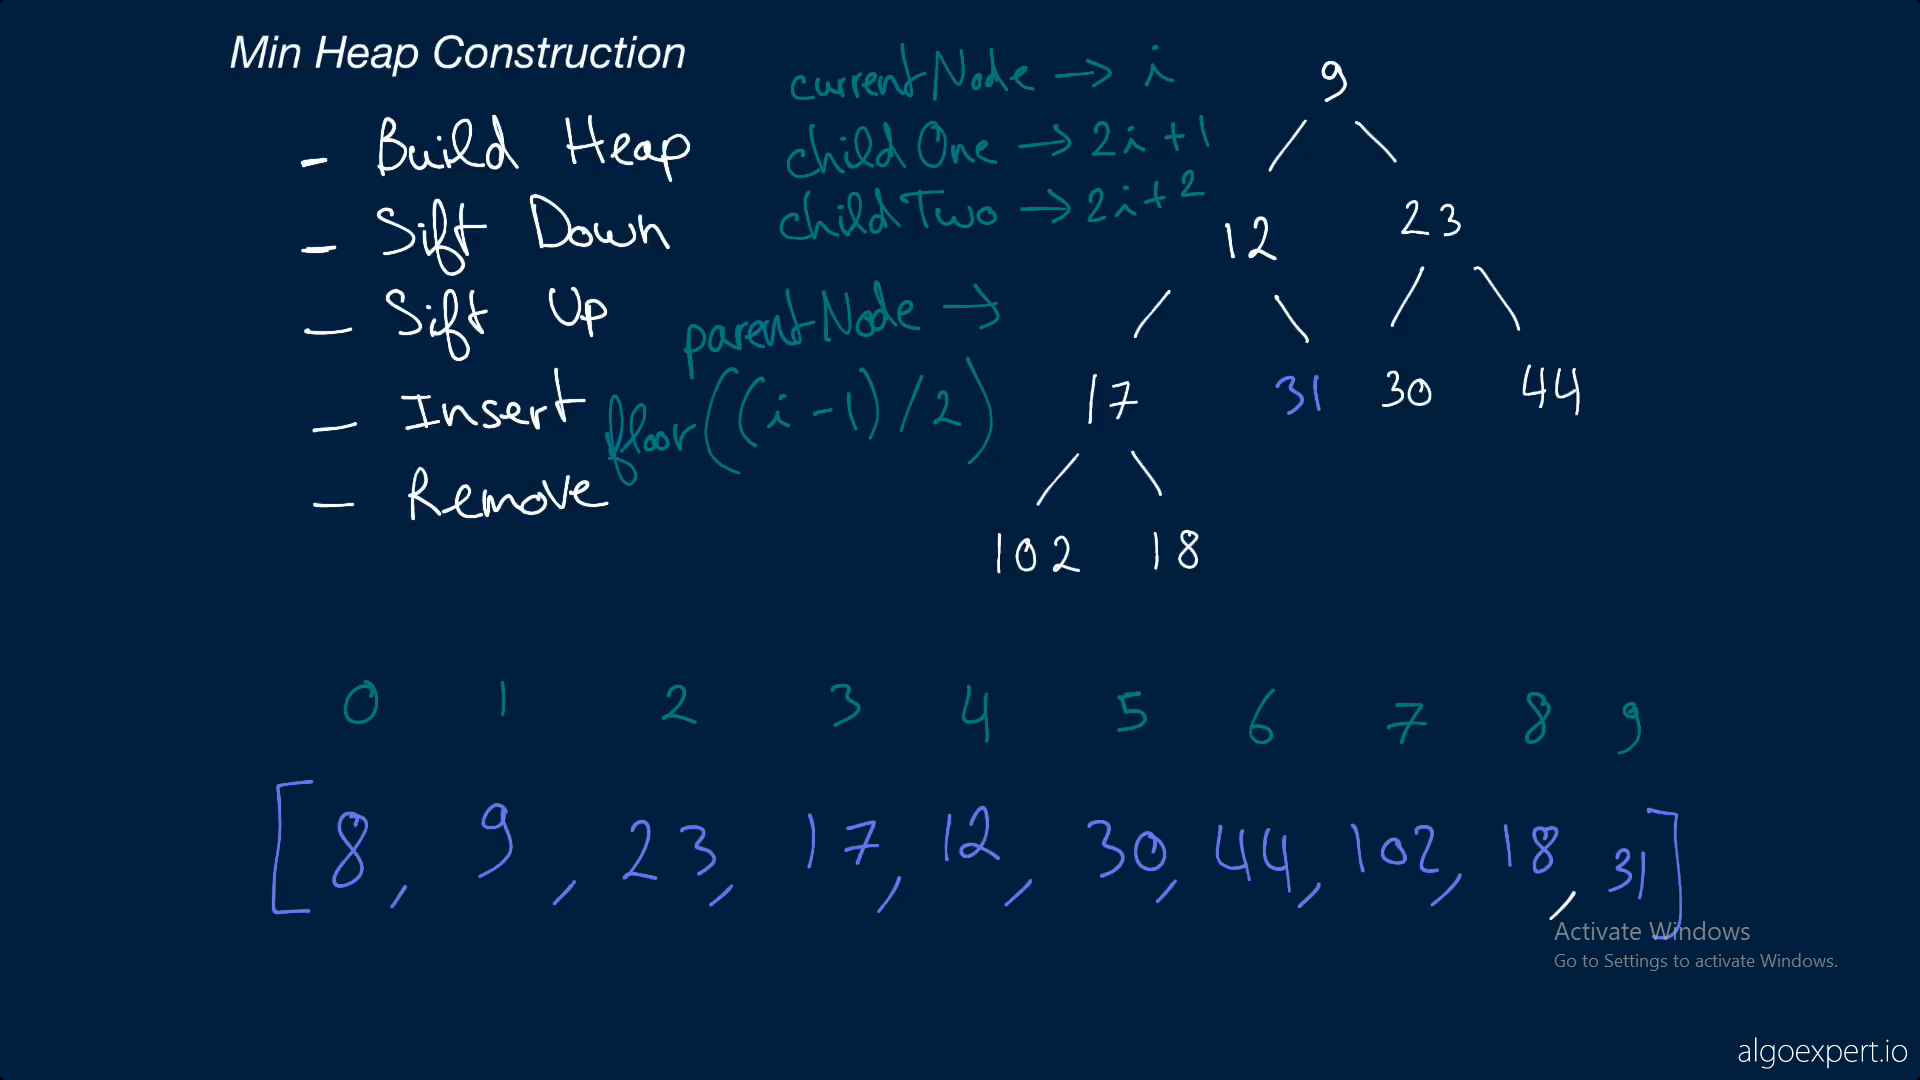 Min Heap Construction
- Build Heap
- Sift Down
- Sift Up
- Insert
- Remove
currentNode → i
childOne → 2i+1
childTwo → 2i+2
parentNode →
floor((i-1)/2)
9
12 23
17 31 30 44
102 18
0 1 2 3 4 5 6 7 8 9
[8, 9, 23, 17, 12, 30, 44, 102, 18, 31]
Activate Windows
Go to Settings to activate Windows.
algoexpert.io